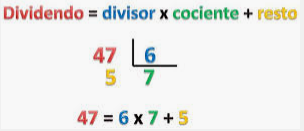 Dividendo = divisor x cociente + resto
47 6
5 7
47 = 6 x 7 + 5